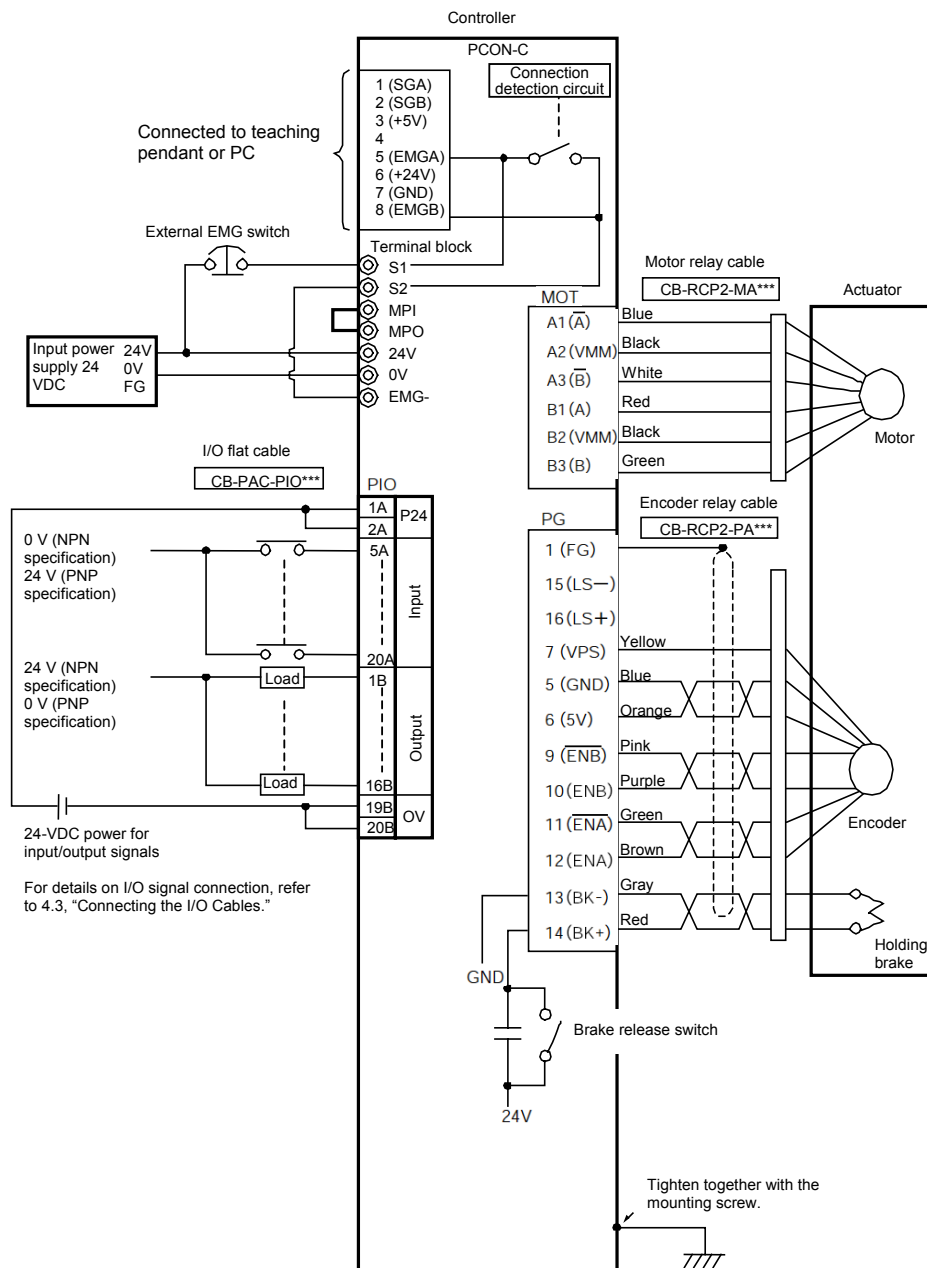 Controller
PCON-C
Connection
detection circuit
1 (SGA)
2 (SGB)
3 (+5V)
4
5 (EMGA)
6 (+24V)
7 (GND)
8 (EMGB)
Connected to teaching
pendant or PC
External EMG switch
Terminal block
S1
S2
MPI
MPO
24V
0V
EMG-
Input power
supply 24
VDC
24V
0V
FG
Motor relay cable
CB-RCP2-MA***
Actuator
MOT
A1(A̅)
Blue
A2(VMM)
Black
A3(B̅)
White
B1(A)
Red
B2(VMM)
Black
B3(B)
Green
Motor
I/O flat cable
CB-PAC-PIO***
PIO
1A
2A
P24
5A
Input
20A
1B
Output
16B
19B
20B
OV
0 V (NPN
specification)
24 V (PNP
specification)
24 V (NPN
specification)
0 V (PNP
specification)
Load
Load
24-VDC power for
input/output signals
For details on I/O signal connection, refer
to 4.3, “Connecting the I/O Cables.”
Encoder relay cable
CB-RCP2-PA***
PG
1 (FG)
15(LS−)
16(LS+)
7 (VPS)
Yellow
5 (GND)
Blue
6 (5V)
Orange
9 (E̅N̅B̅)
Pink
10(ENB)
Purple
11(E̅N̅A̅)
Green
12(ENA)
Brown
13(BK-)
Gray
14(BK+)
Red
Encoder
Holding
brake
GND
Brake release switch
24V
Tighten together with the
mounting screw.